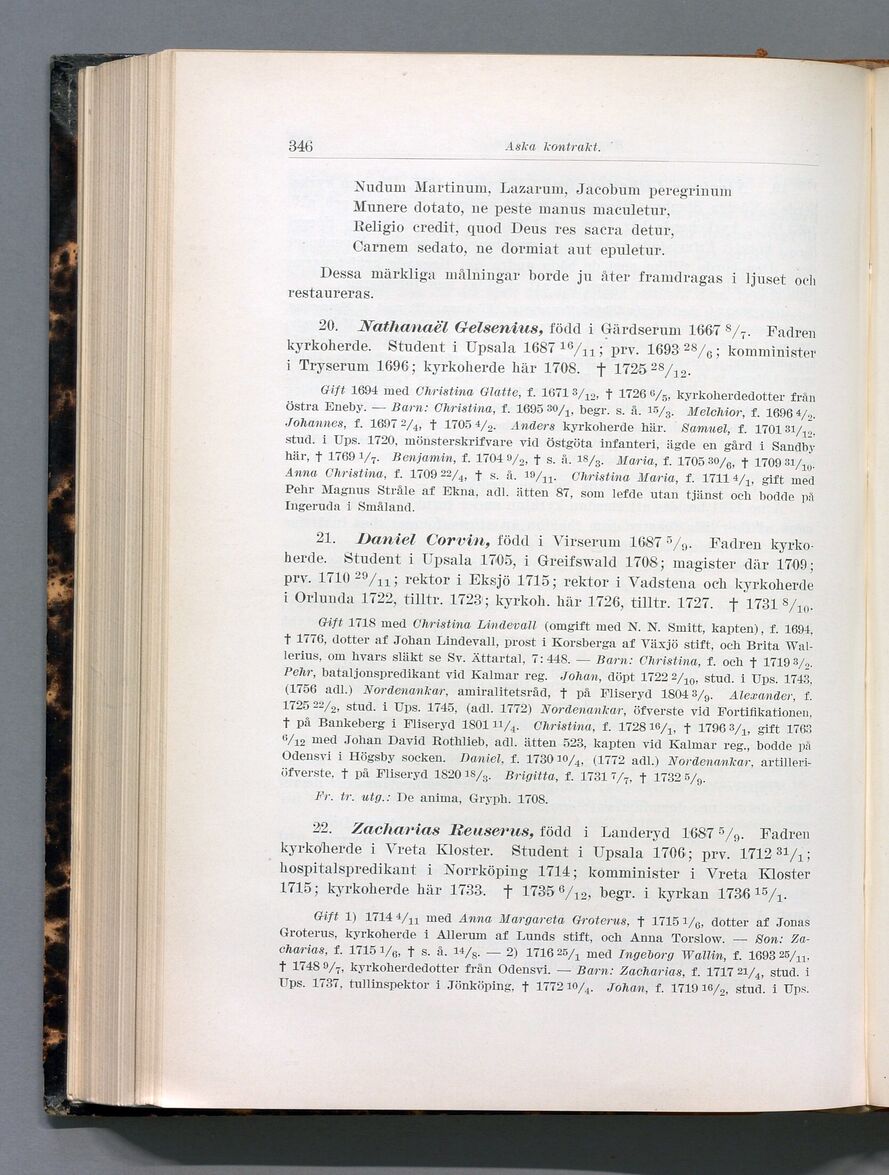 346
Aska kontrakt.
Nudum Martinum, Lazarum, Jacobum peregrinum
Munere dotato, ne peste manus maculetur,
Religio credit, quod Deus res sacra detur,
Carnem sedato, ne dormiat aut epuletur.
Dessa märkliga målningar borde ju åter framdragas i ljuset och
restaureras.
20. Nathanaël Gelsenius, född i Gärdserum 1667 8/7. Fadren
kyrkoherde. Student i Upsala 1687 16/11; prv. 1693 28/6; komminister
i Tryserum 1696; kyrkoherde här 1708. † 1725 28/12.
Gift 1694 med Christina Glatte, f. 1671 3/12, † 1726 6/5, kyrkoherdedotter från
östra Eneby. — Barn: Christina, f. 1695 30/1, begr. s. å. 15/3. Melchior, f. 1696 4/2.
Johannes, f. 1697 2/4, † 1705 4/2. Anders kyrkoherde här. Samuel, f. 1701 31/12,
stud. i Ups. 1720, mönsterskrifvare vid östgöta infanteri, ägde en gård i Sandby
här, † 1769 1/7. Benjamin, f. 1704 9/2, † s. å. 18/3. Maria, f. 1705 30/6, † 1709 31/10.
Anna Christina, f. 1709 22/4, † s. å. 19/11. Christina Maria, f. 1711 4/1, gift med
Pehr Magnus Stråle af Ekna, adl. ätten 87, som lefde utan tjänst och bodde på
Ingeruda i Småland.
21. Daniel Corvin, född i Virserum 1687 5/9. Fadren kyrko-
herde. Student i Upsala 1705, i Greifswald 1708; magister där 1709;
prv. 1710 29/11; rektor i Eksjö 1715; rektor i Vadstena och kyrkoherde
i Orlunda 1722, tilltr. 1723; kyrkoh. här 1726, tilltr. 1727. † 1731 8/10.
Gift 1718 med Christina Lindevall (omgift med N. N. Smitt, kapten), f. 1694,
† 1776, dotter af Johan Lindevall, prost i Korsberga af Växjö stift, och Brita Wal-
lerius, om hvars släkt se Sv. Ättartal, 7: 448. — Barn: Christina, f. och † 1719 3/2.
Pehr, bataljonspredikant vid Kalmar reg. Johan, döpt 1722 2/10, stud. i Ups. 1743,
(1756 adl.) Nordenankar, amiralitetsråd, † på Fliseryd 1804 3/9. Alexander, f.
1725 22/2, stud. i Ups. 1745, (adl. 1772) Nordenankar, öfverste vid Fortifikationen,
† på Bankeberg i Fliseryd 1801 11/4. Christina, f. 1728 16/1, † 1796 3/1, gift 1763
6/12 med Johan David Rothlieb, adl. ätten 523, kapten vid Kalmar reg., bodde på
Odensvi i Högsby socken. Daniel, f. 1730 10/4, (1772 adl.) Nordenankar, artilleri-
öfverste, † på Fliseryd 1820 18/3. Brigitta, f. 1731 7/7, † 1732 5/9.
Fr. tr. utg.: De anima, Gryph. 1708.
22. Zacharias Reuserus, född i Landeryd 1687 5/9. Fadren
kyrkoherde i Vreta Kloster. Student i Upsala 1706; prv. 1712 31/1;
hospitalspredikant i Norrköping 1714; komminister i Vreta Kloster
1715; kyrkoherde här 1733. † 1735 6/12, begr. i kyrkan 1736 15/1.
Gift 1) 1714 4/11 med Anna Margareta Groterus, † 1715 1/6, dotter af Jonas
Groterus, kyrkoherde i Allerum af Lunds stift, och Anna Torslow. — Son: Za-
charias, f. 1715 1/6, † s. å. 14/8. — 2) 1716 25/1 med Ingeborg Wallin, f. 1693 25/11,
† 1748 9/7, kyrkoherdedotter från Odensvi. — Barn: Zacharias, f. 1717 21/4, stud. i
Ups. 1737, tullinspektor i Jönköping, † 1772 10/4. Johan, f. 1719 16/2, stud. i Ups.